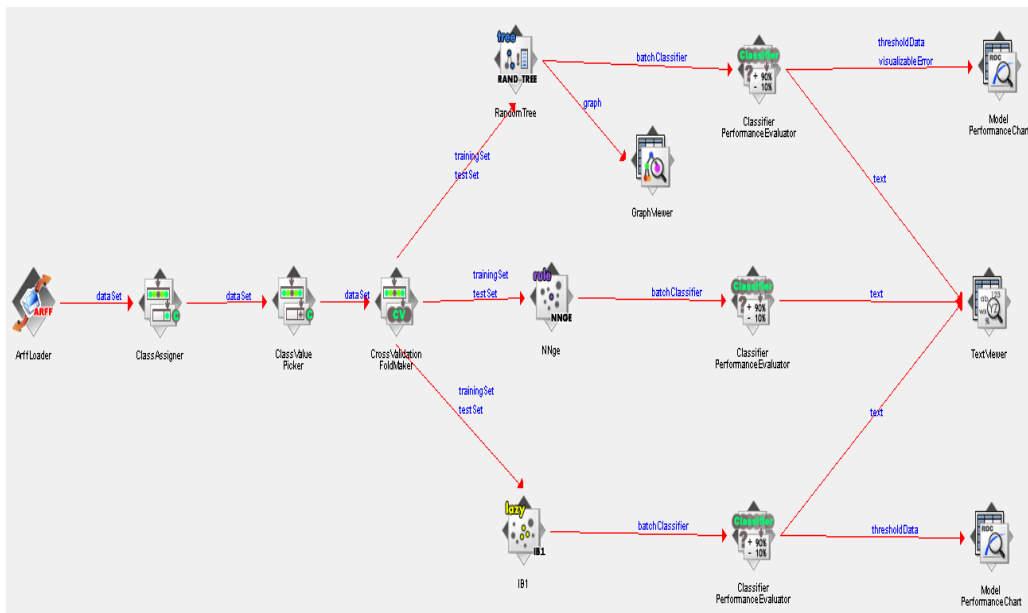 tree
RAND TREE
RandomTree
batchClassifier
Classifier
+ 90%
- 10%
Classifier
PerformanceEvaluator
thresholdData
visualizableError
ROC
Model
PerformanceChart
graph
GraphViewer
trainingSet
testSet
text
ARFF
ArffLoader
dataSet
C
ClassAssigner
dataSet
C
ClassValue
Picker
dataSet
CV
CrossValidation
FoldMaker
trainingSet
testSet
rule
NNGE
NNge
batchClassifier
Classifier
+ 90%
- 10%
Classifier
PerformanceEvaluator
text
ab
123
%
TextViewer
trainingSet
testSet
text
lazy
IB1
IB1
batchClassifier
Classifier
+ 90%
- 10%
Classifier
PerformanceEvaluator
thresholdData
ROC
Model
PerformanceChart